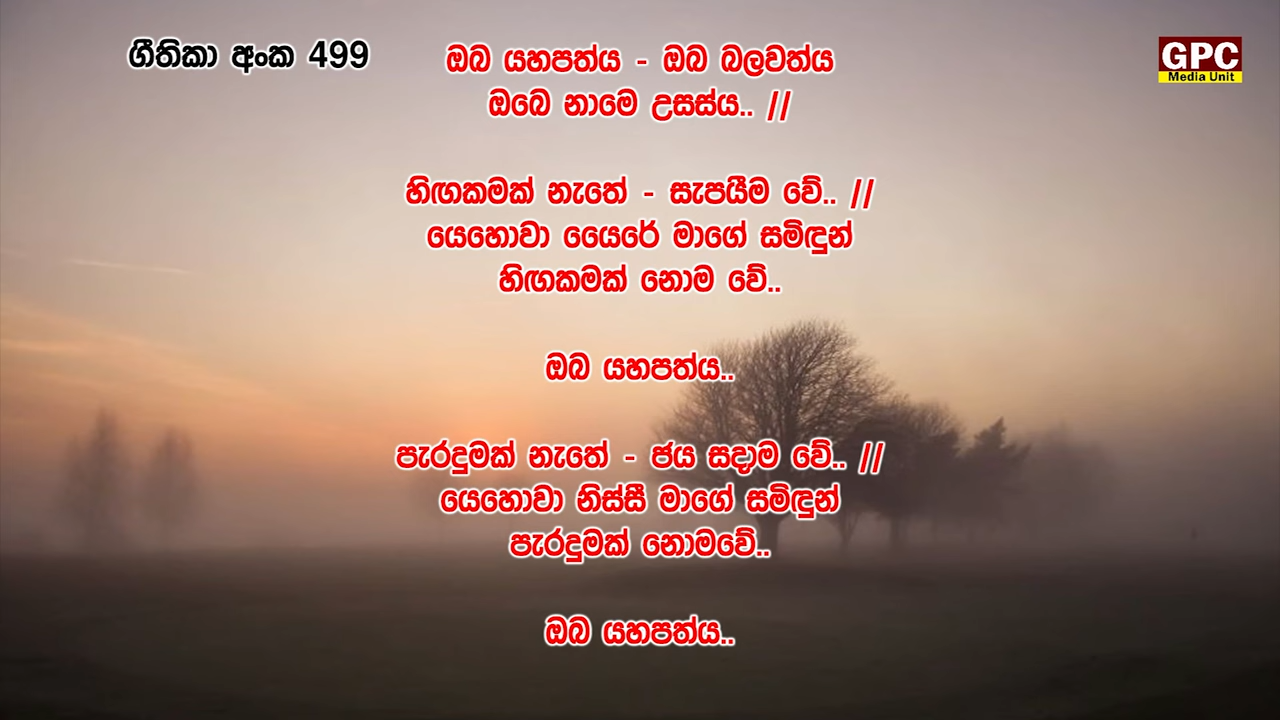 ගීතිකා අංක 499
ඔබ යහපත්ය - ඔබ බලවත්ය
ඔබෙ නාමෙ උසස්ය.. //
හිඟකමක් නැතේ - සැපයීම වේ.. //
යෙහොවා යෛරේ මාගේ සමිඳුන්
හිඟකමක් නොම වේ..
ඔබ යහපත්ය..
පැරදුමක් නැතේ - ජය සදාම වේ.. //
යෙහොවා නිස්සී මාගේ සමිඳුන්
පැරදුමක් නොමවේ..
ඔබ යහපත්ය..
GPC
Media Unit